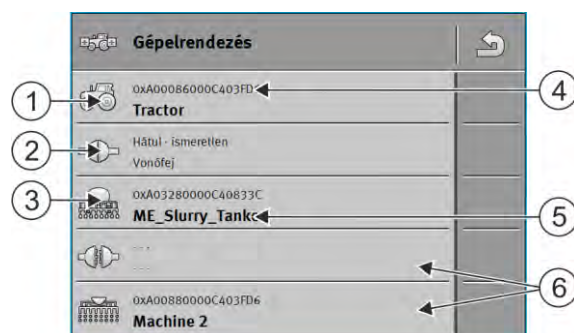 Gépelrendezés
0xA00086000C403FD
Tractor
Hátul - ismeretlen
Vonófej
0xA03280000C40833C
ME_Slurry_Tank
- - -
- - -
0xA00880000C403FD6
Machine 2
1
2
3
4
5
6